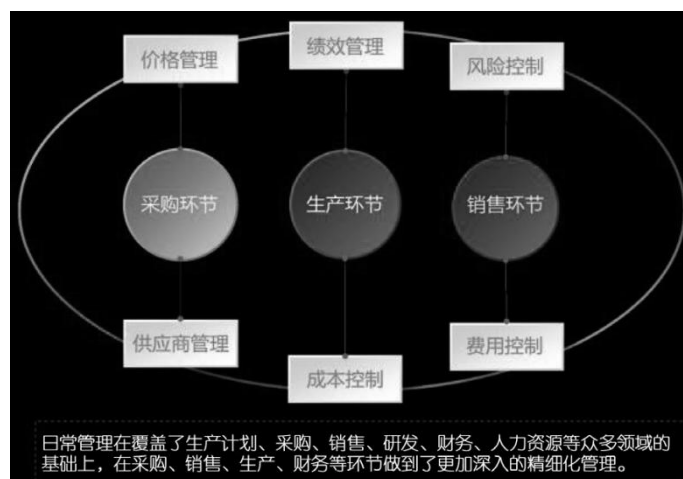 价格管理
绩效管理
风险控制
采购环节
生产环节
销售环节
供应商管理
成本控制
费用控制
日常管理在覆盖了生产计划、采购、销售、研发、财务、人力资源等众多领域的
基础上，在采购、销售、生产、财务等环节做到了更加深入的精细化管理。